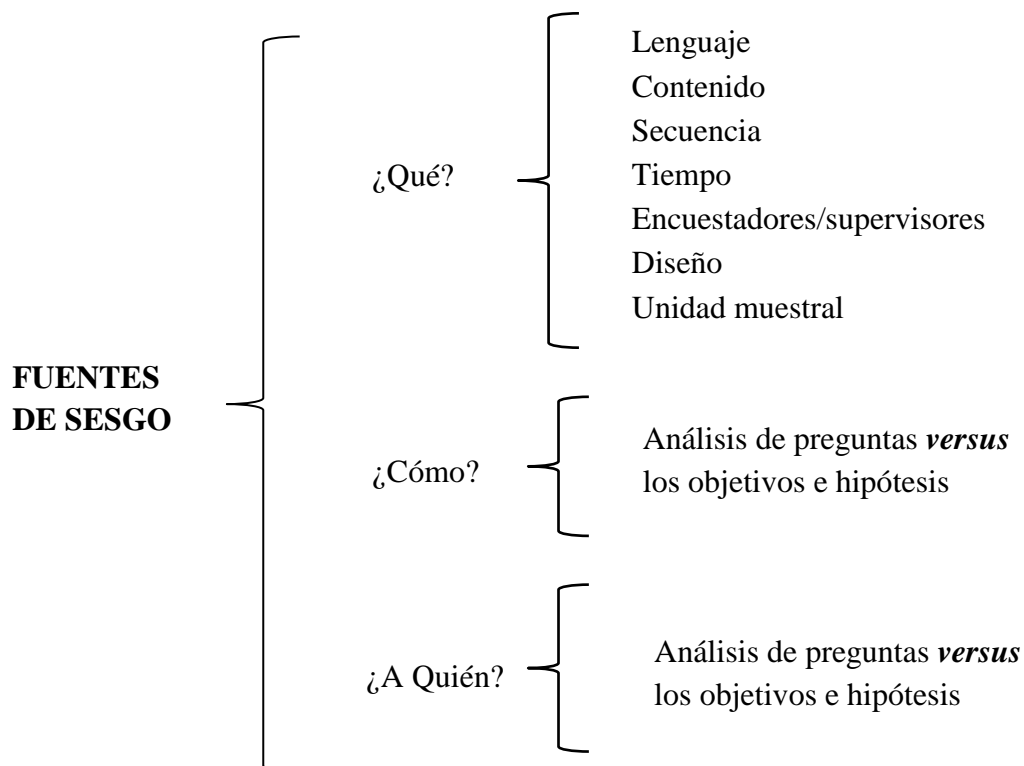 FUENTES
DE SESGO
¿Qué?
Lenguaje
Contenido
Secuencia
Tiempo
Encuestadores/supervisores
Diseño
Unidad muestral
¿Cómo?
Análisis de preguntas versus
los objetivos e hipótesis
¿A Quién?
Análisis de preguntas versus
los objetivos e hipótesis